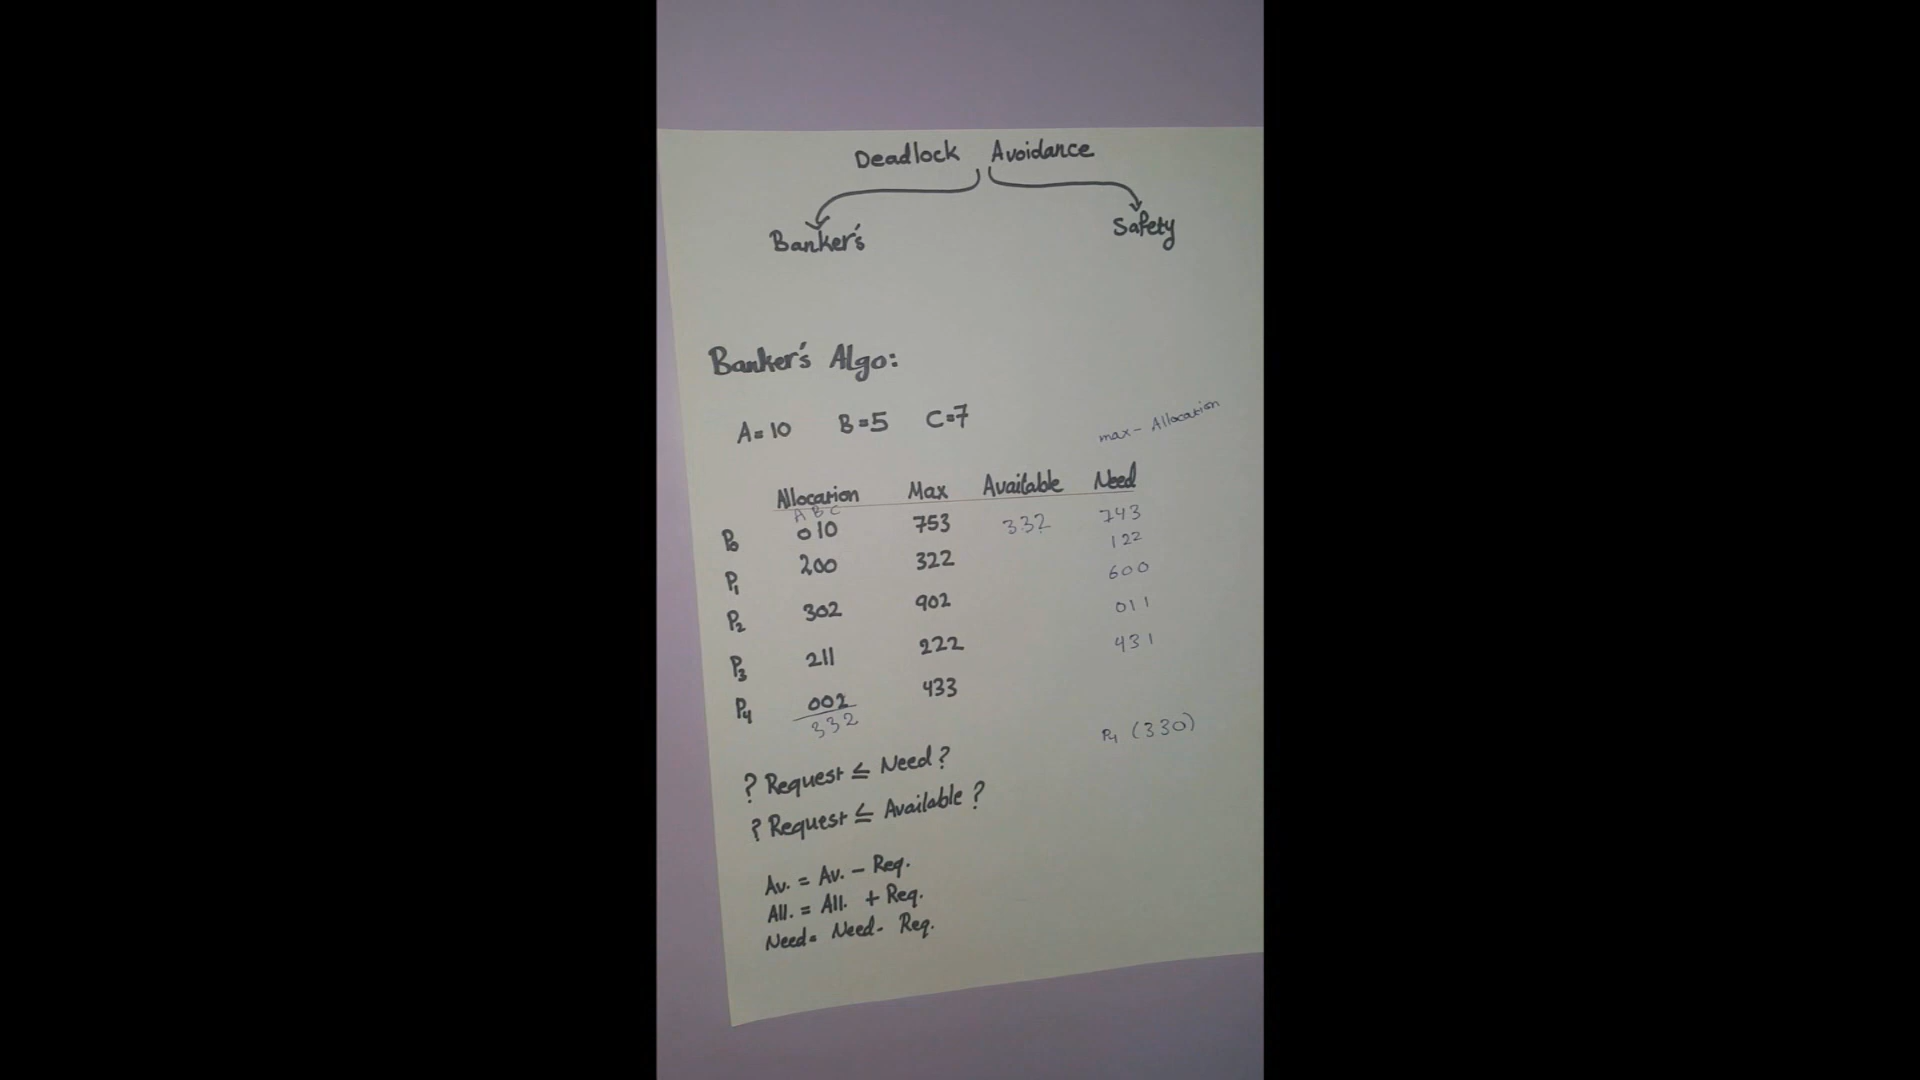 Deadlock Avoidance
Banker's Safety
Banker's Algo:
A=10 B=5 C=7
max- Allocation
Allocation Max Available Need
A B C
P0 010 753 332 743
P1 200 322 122
P2 302 902 600
P3 211 222 011
P4 002 433 431
332
P4 (330)
? Request ≤ Need?
? Request ≤ Available?
Av. = Av. - Req.
All. = All. + Req.
Need= Need- Req.